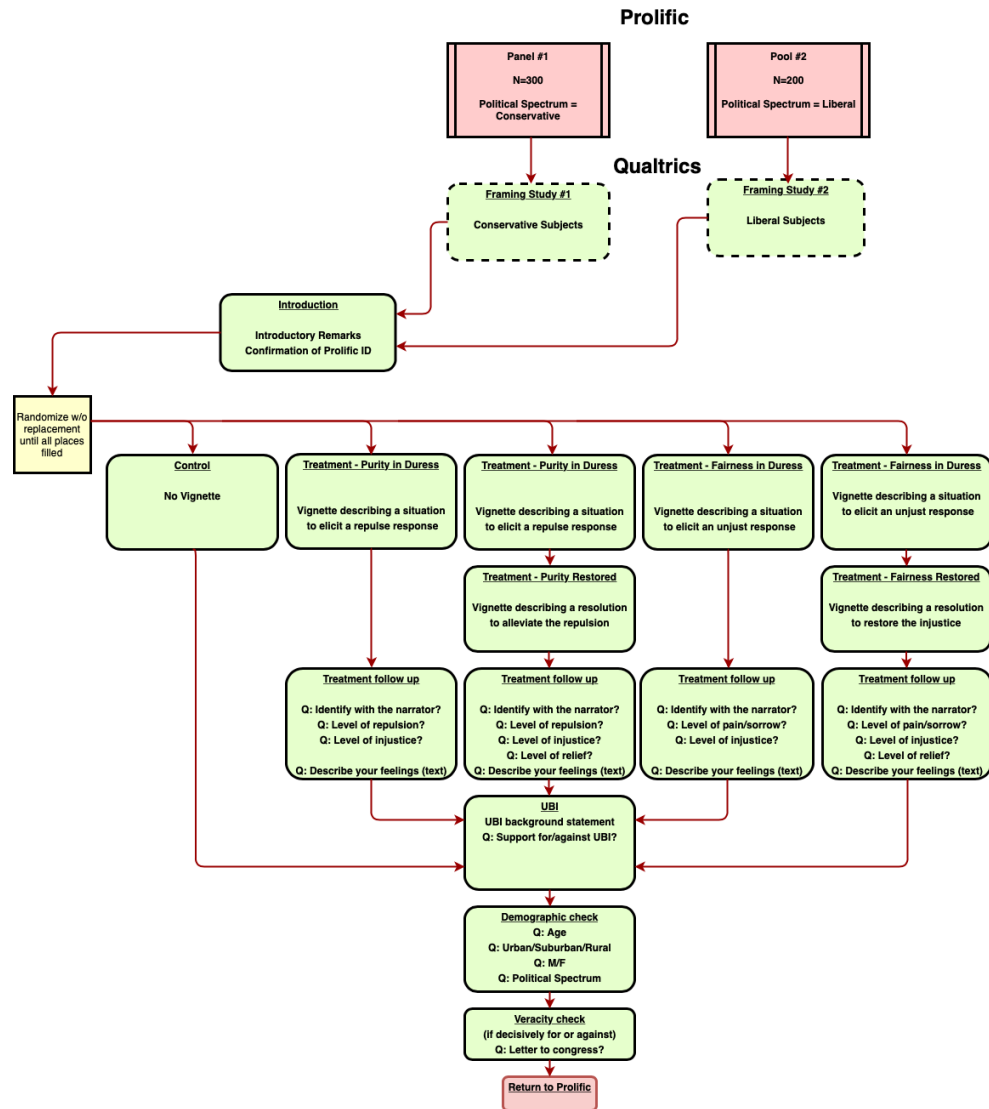 Prolific
Panel #1
N=300
Political Spectrum =
Conservative
Pool #2
N=200
Political Spectrum = Liberal
Qualtrics
Framing Study #1
Conservative Subjects
Framing Study #2
Liberal Subjects
Introduction
Introductory Remarks
Confirmation of Prolific ID
Randomize w/o
replacement
until all places
filled
Control
No Vignette
Treatment - Purity in Duress
Vignette describing a situation
to elicit a repulse response
Treatment - Purity in Duress
Vignette describing a situation
to elicit a repulse response
Treatment - Fairness in Duress
Vignette describing a situation
to elicit an unjust response
Treatment - Fairness in Duress
Vignette describing a situation
to elicit an unjust response
Treatment - Purity Restored
Vignette describing a resolution
to alleviate the repulsion
Treatment - Fairness Restored
Vignette describing a resolution
to restore the injustice
Treatment follow up
Q: Identify with the narrator?
Q: Level of repulsion?
Q: Level of injustice?
Q: Describe your feelings (text)
Treatment follow up
Q: Identify with the narrator?
Q: Level of repulsion?
Q: Level of injustice?
Q: Level of relief?
Q: Describe your feelings (text)
Treatment follow up
Q: Identify with the narrator?
Q: Level of pain/sorrow?
Q: Level of injustice?
Q: Describe your feelings (text)
Treatment follow up
Q: Identify with the narrator?
Q: Level of pain/sorrow?
Q: Level of injustice?
Q: Level of relief?
Q: Describe your feelings (text)
UBI
UBI background statement
Q: Support for/against UBI?
Demographic check
Q: Age
Q: Urban/Suburban/Rural
Q: M/F
Q: Political Spectrum
Veracity check
(if decisively for or against)
Q: Letter to congress?
Return to Prolific